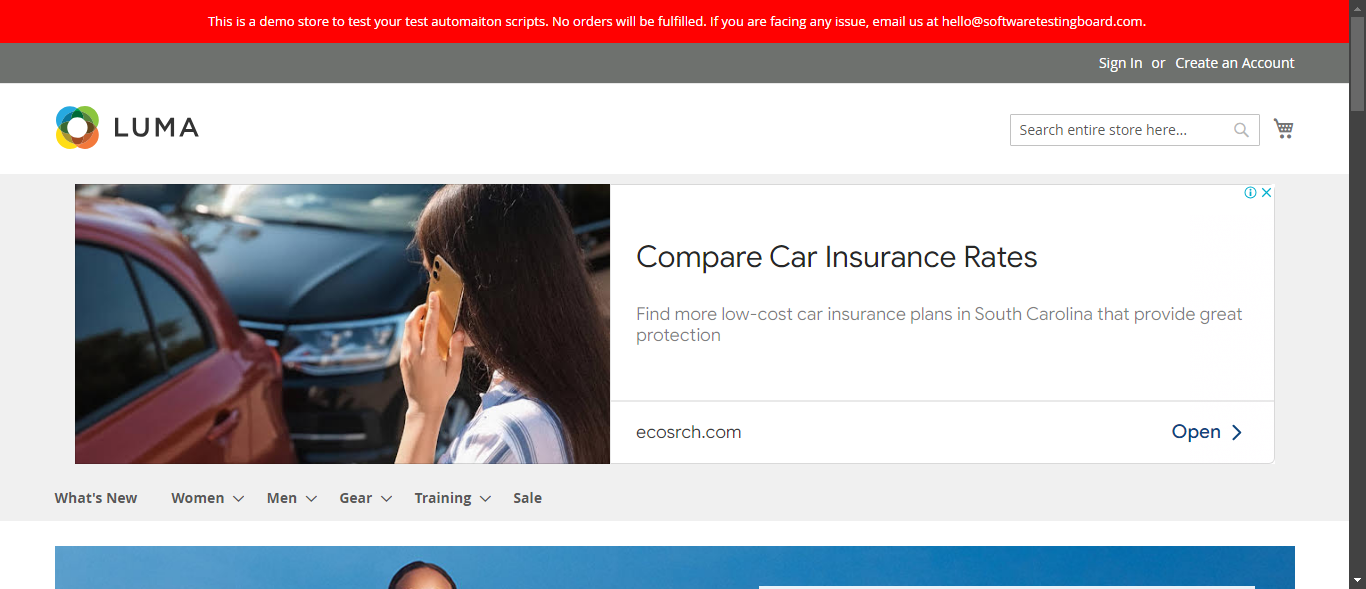 This is a demo store to test your test automaiton scripts. No orders will be fulfilled. If you are facing any issue, email us at hello@softwaretestingboard.com.
Sign In or Create an Account
LUMA
Search entire store here...
Compare Car Insurance Rates
Find more low-cost car insurance plans in South Carolina that provide great
protection
ecosrch.com
Open
What's New
Women
Men
Gear
Training
Sale